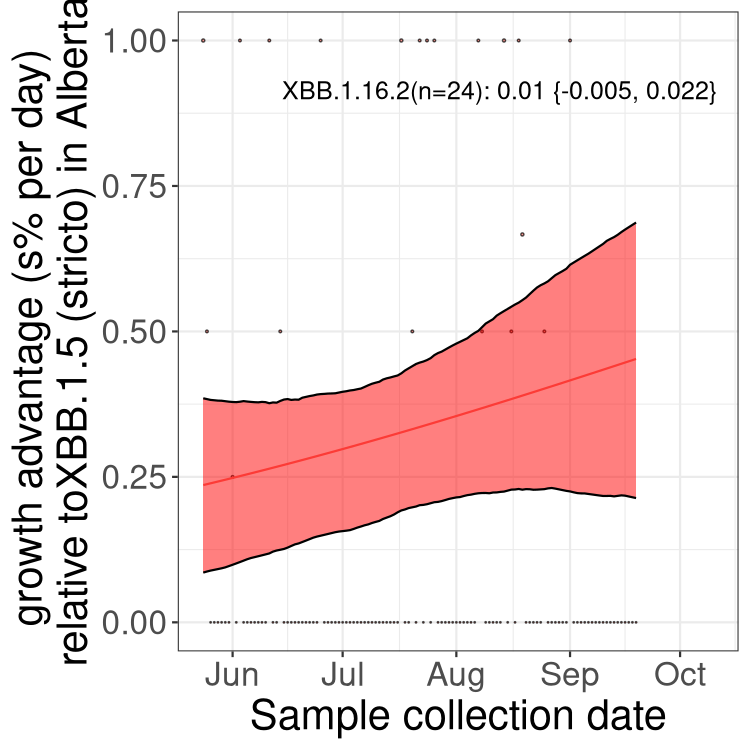 growth advantage (s% per day)
relative toXBB.1.5 (stricto) in Alberta
1.00
0.75
0.50
0.25
0.00
XBB.1.16.2(n=24): 0.01 {-0.005, 0.022}
Jun Jul Aug Sep Oct
Sample collection date